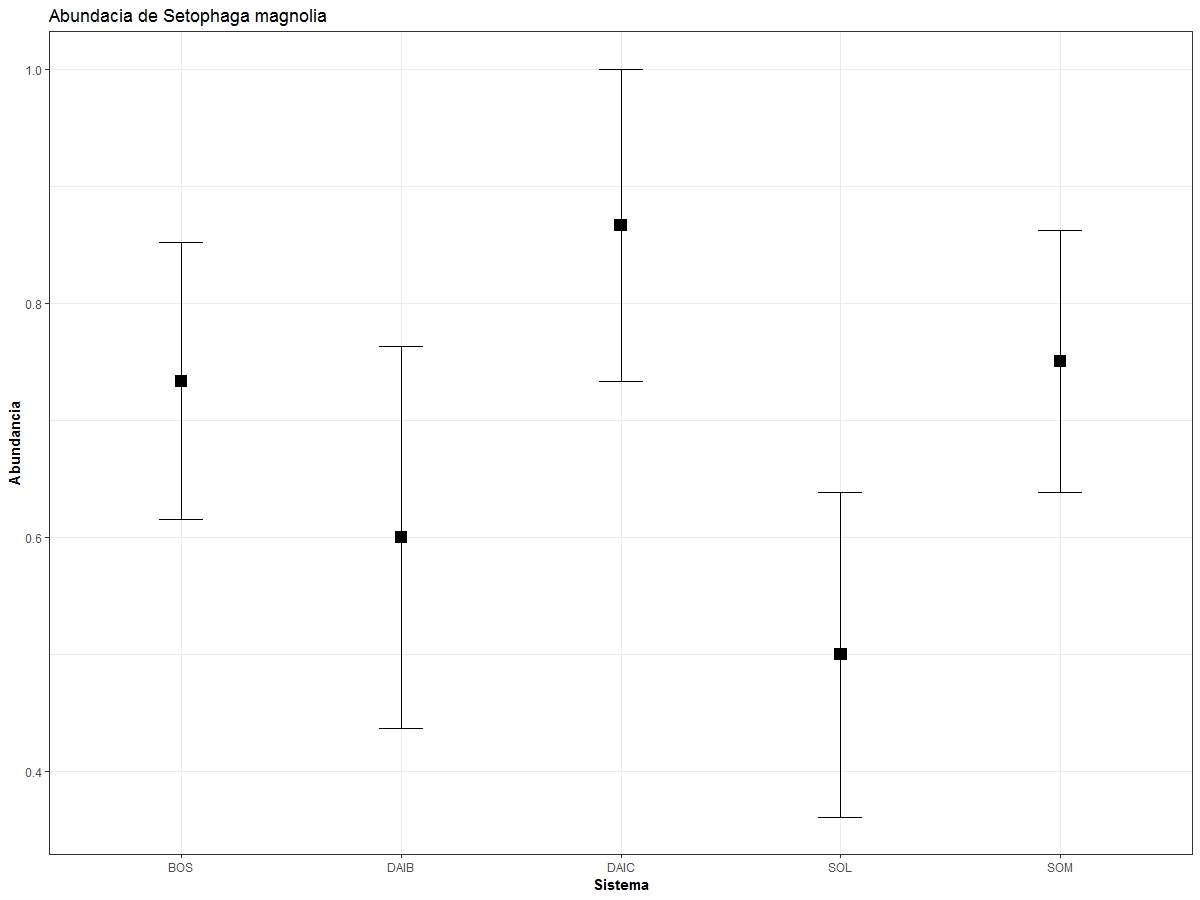 Abundacia de Setophaga magnolia
1.0
0.8
0.6
0.4
Abundancia
BOS DAIB DAIC SOL SOM
Sistema